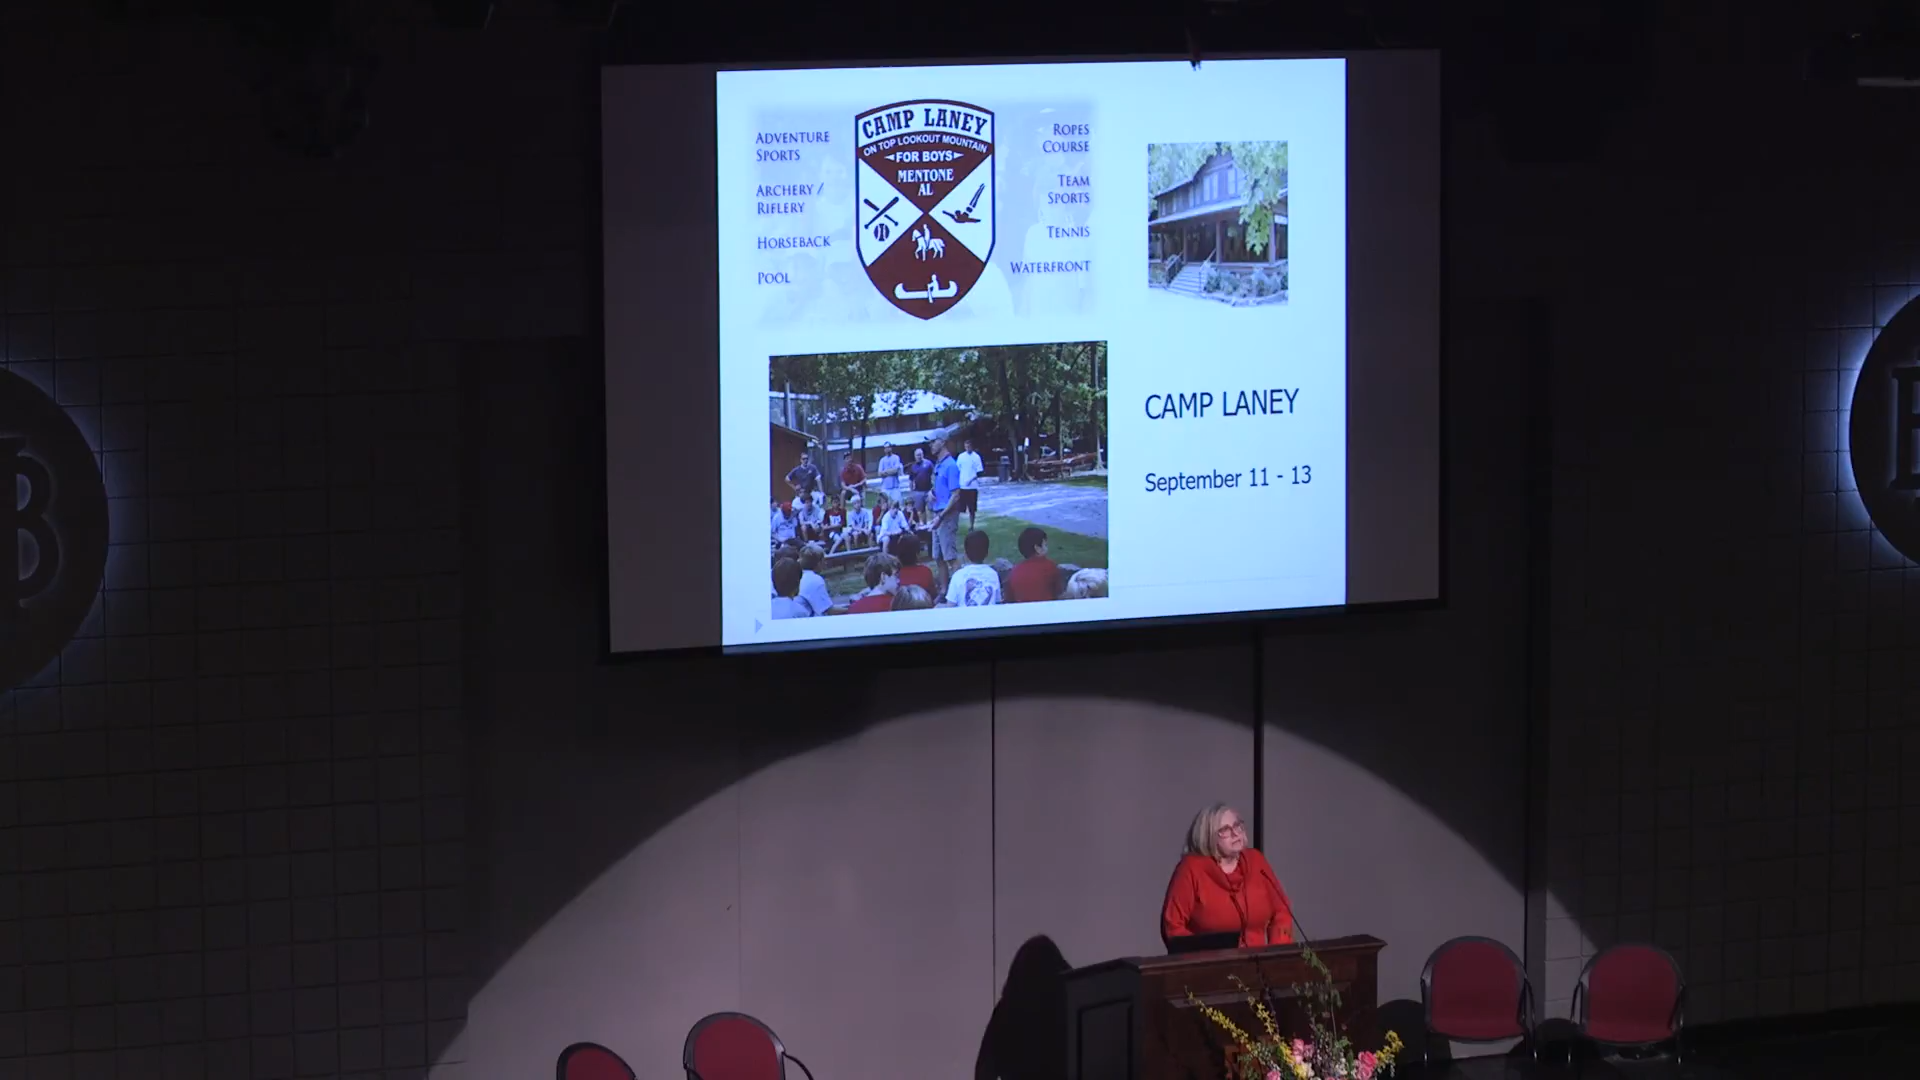 CAMP LANEY
ON TOP LOOKOUT MOUNTAIN
FOR BOYS
MENTONE
AL
ADVENTURE
SPORTS
ARCHERY /
RIFLERY
HORSEBACK
POOL
ROPES
COURSE
TEAM
SPORTS
TENNIS
WATERFRONT
CAMP LANEY
September 11 - 13
B